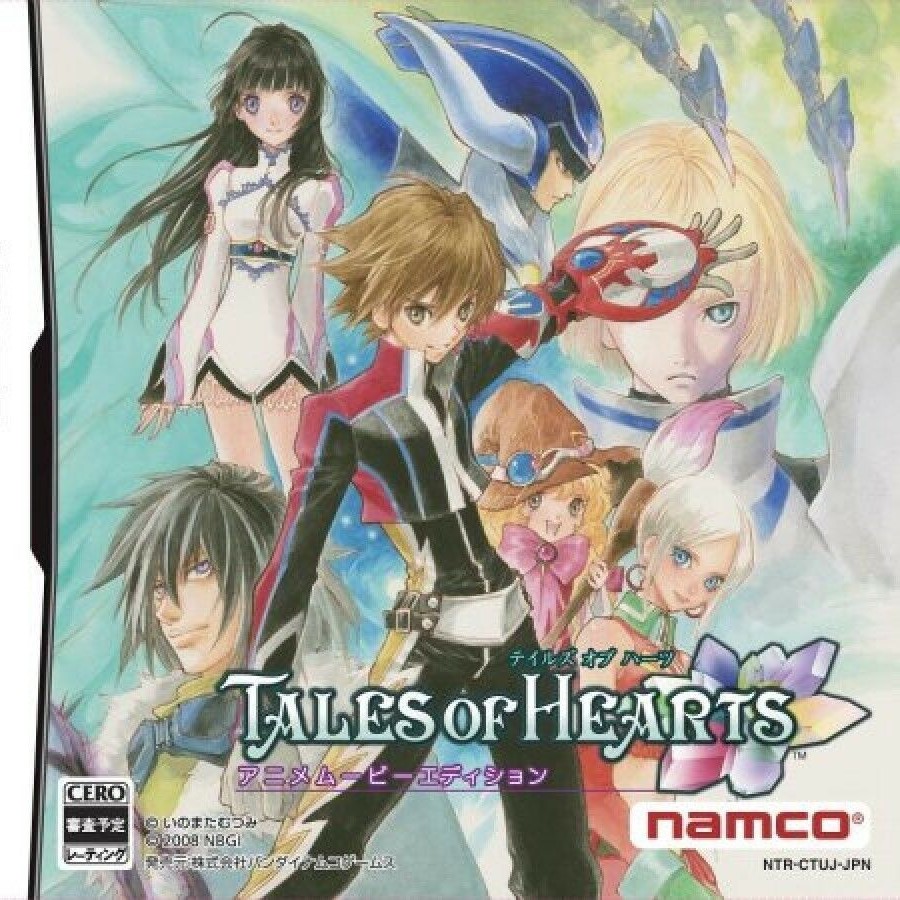 テイルズ オブ ハーツ
TALES OF HEARTS
TM
アニメムービーエディション
CERO
審査予定
レーティング
© いのまたむつみ
© 2008 NBGI
発売元:株式会社バンダイナムコゲームス
namco®
NTR-CTUJ-JPN